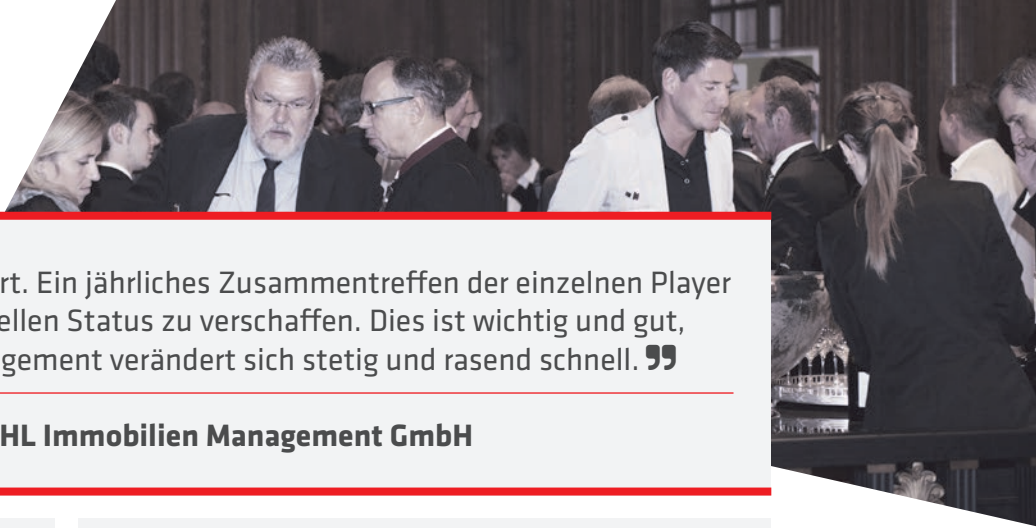 rt. Ein jährliches Zusammentreffen der einzelnen Player
ellen Status zu verschaffen. Dies ist wichtig und gut,
gement verändert sich stetig und rasend schnell. ❞
HL Immobilien Management GmbH